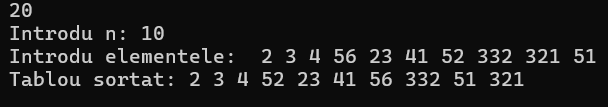 20
Introdu n: 10
Introdu elementele:  2 3 4 56 23 41 52 332 321 51
Tablou sortat: 2 3 4 52 23 41 56 332 51 321